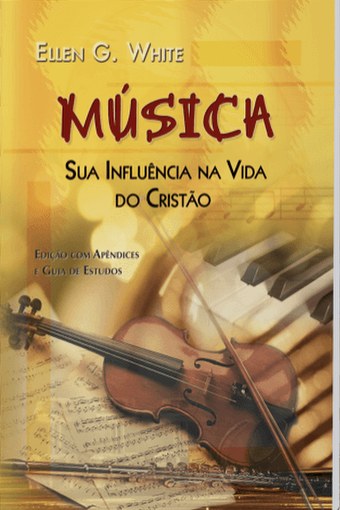 ELLEN G. WHITE
MÚSICA
SUA INFLUÊNCIA NA VIDA
DO CRISTÃO
EDIÇÃO COM APÊNDICES
E GUIA DE ESTUDOS